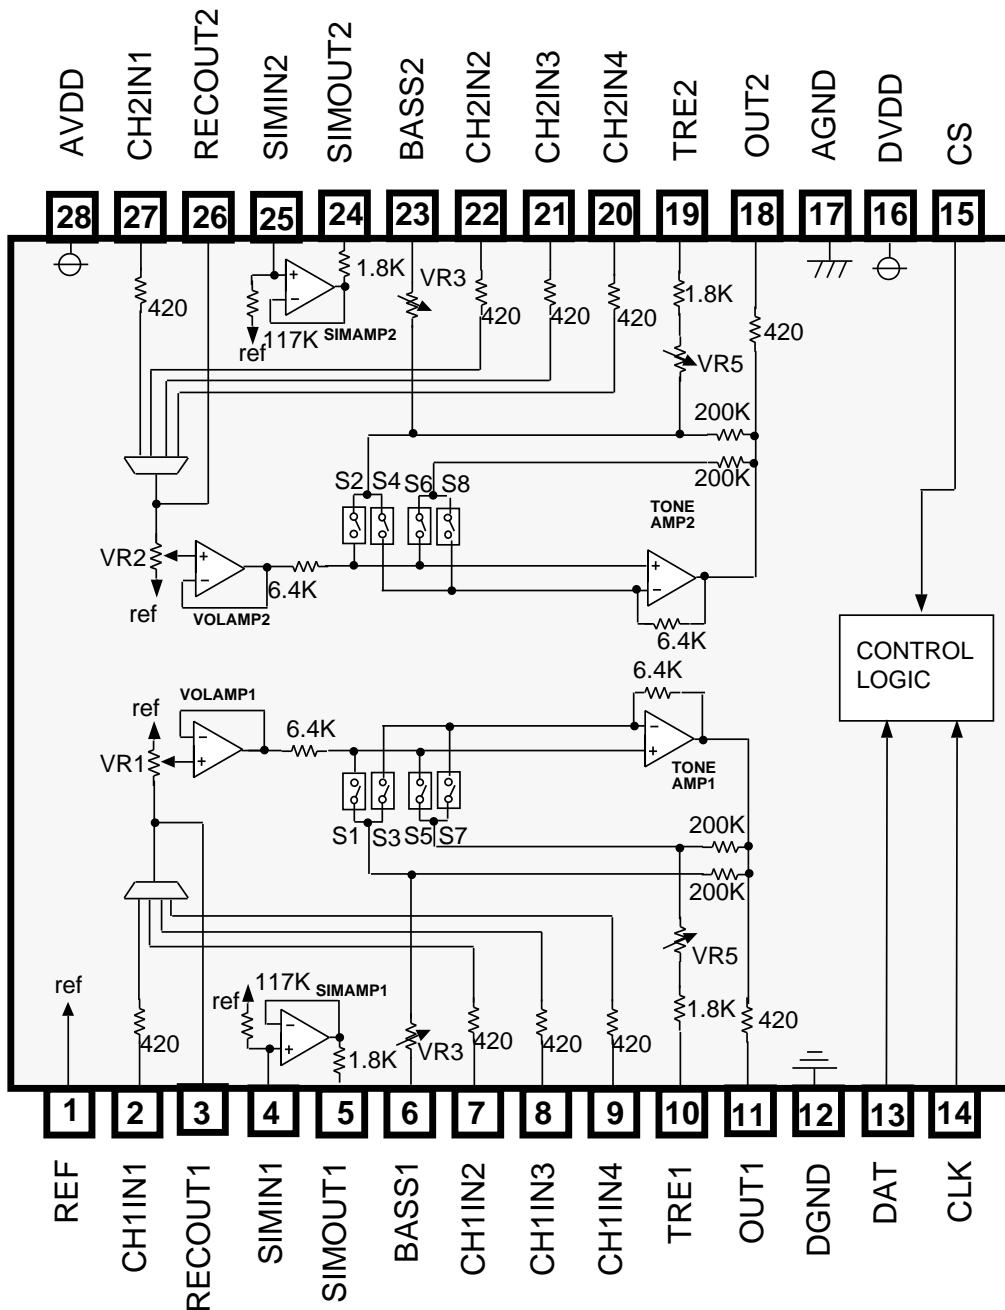 AVDD
CH2IN1
RECOUT2
SIMIN2
SIMOUT2
BASS2
CH2IN2
CH2IN3
CH2IN4
TRE2
OUT2
AGND
DVDD
CS
28
27
26
25
24
23
22
21
20
19
18
17
16
15
420
117K
ref
SIMAMP2
1.8K
VR3
420
420
420
1.8K
VR5
420
200K
200K
S2
S4
S6
S8
TONE
AMP2
VR2
ref
VOLAMP2
6.4K
6.4K
CONTROL
LOGIC
6.4K
VOLAMP1
ref
VR1
6.4K
TONE
AMP1
S1
S3
S5
S7
200K
200K
VR5
ref
420
ref
117K
SIMAMP1
1.8K
VR3
420
420
420
1.8K
420
1
2
3
4
5
6
7
8
9
10
11
12
13
14
REF
CH1IN1
RECOUT1
SIMIN1
SIMOUT1
BASS1
CH1IN2
CH1IN3
CH1IN4
TRE1
OUT1
DGND
DAT
CLK